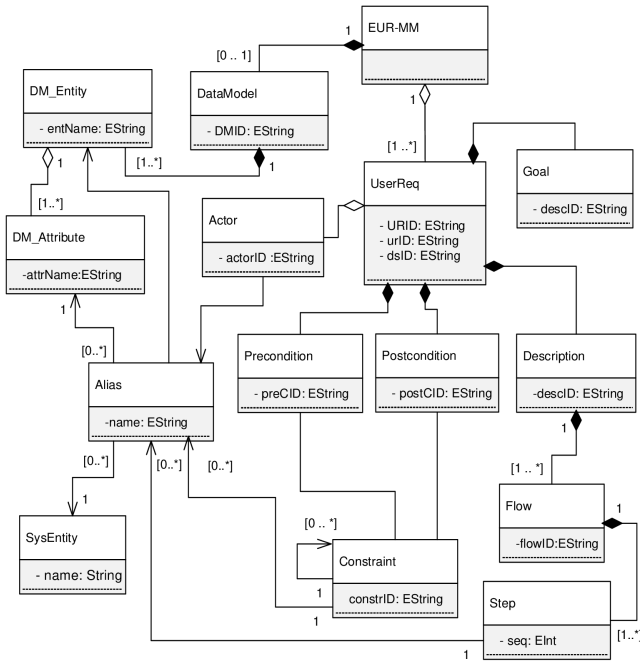 EUR-MM
1
[0 .. 1]
1
[1..*]
DM_Entity
- entName: EString
1
[1..*]
DataModel
- DMID: EString
1
[1..*]
UserReq
- URID: EString
- urID: EString
- dsID: EString
Goal
- descID: EString
DM_Attribute
-attrName:EString
1
[0..*]
Actor
- actorID :EString
Alias
-name: EString
[0..*]
[0..*]
[0..*]
1
Precondition
- preCID: EString
Postcondition
- postCID: EString
Description
-descID: EString
1
[1 .. *]
SysEntity
- name: String
Flow
-flowID:EString
1
[0 .. *]
Constraint
constrID: EString
1
1
Step
- seq: EInt
[1..*]
1